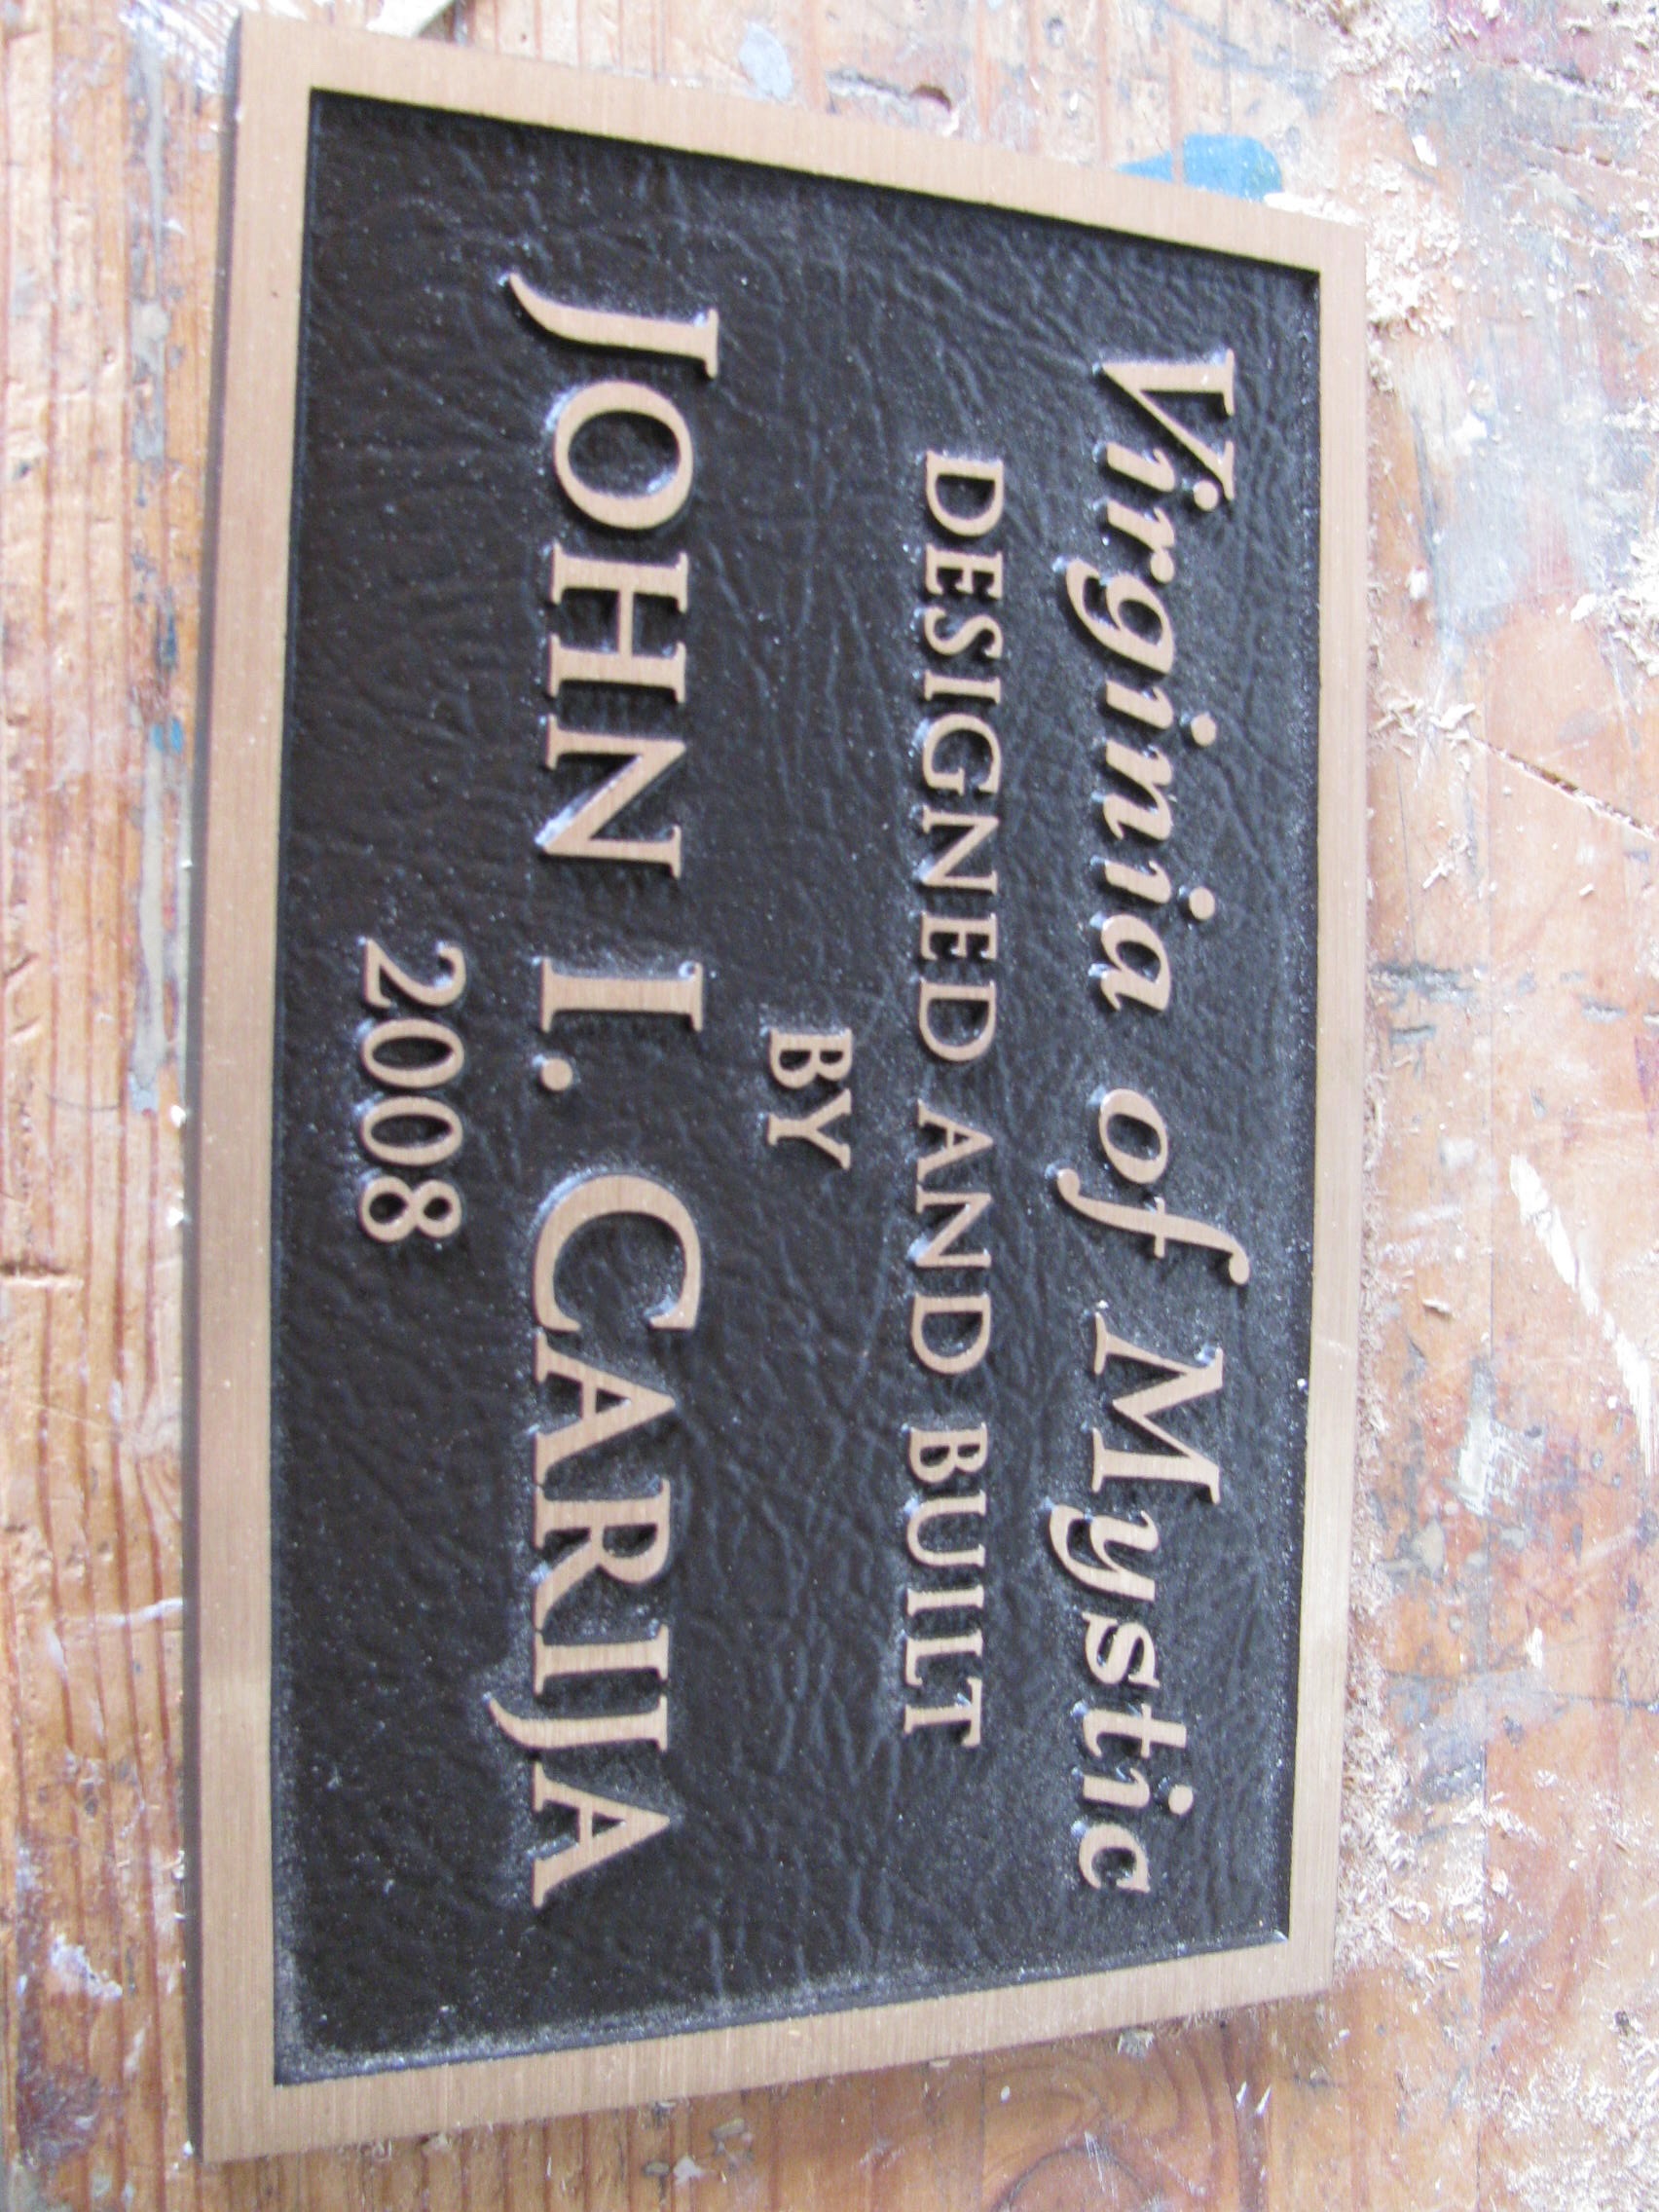 Virginia of Mystic
DESIGNED AND BUILT
BY
JOHN I. CARIJA
2008